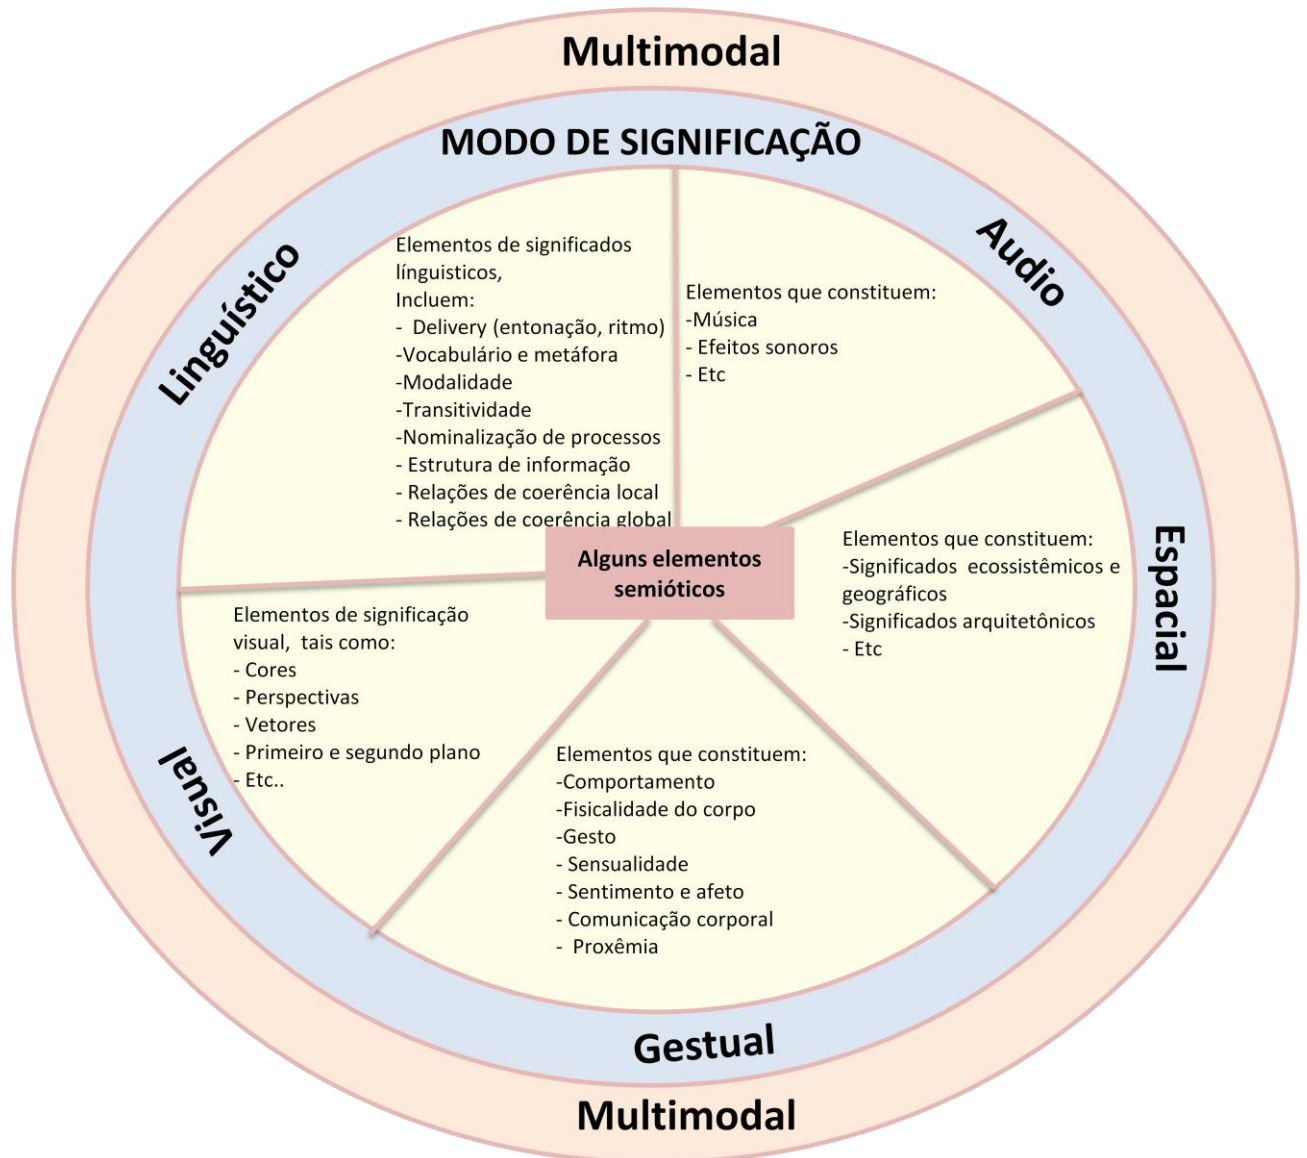 Multimodal
MODO DE SIGNIFICAÇÃO
Linguístico
Elementos de significados
línguisticos,
Incluem:
- Delivery (entonação, ritmo)
-Vocabulário e metáfora
-Modalidade
-Transitividade
-Nominalização de processos
- Estrutura de informação
- Relações de coerência local
- Relações de coerência global
Audio
Elementos que constituem:
-Música
- Efeitos sonoros
- Etc
Espacial
Elementos que constituem:
-Significados ecossistêmicos e
geográficos
-Significados arquitetônicos
- Etc
Alguns elementos
semióticos
Visual
Elementos de significação
visual, tais como:
- Cores
- Perspectivas
- Vetores
- Primeiro e segundo plano
- Etc..
Elementos que constituem:
-Comportamento
-Fisicalidade do corpo
-Gesto
- Sensualidade
- Sentimento e afeto
- Comunicação corporal
- Proxêmia
Gestual
Multimodal